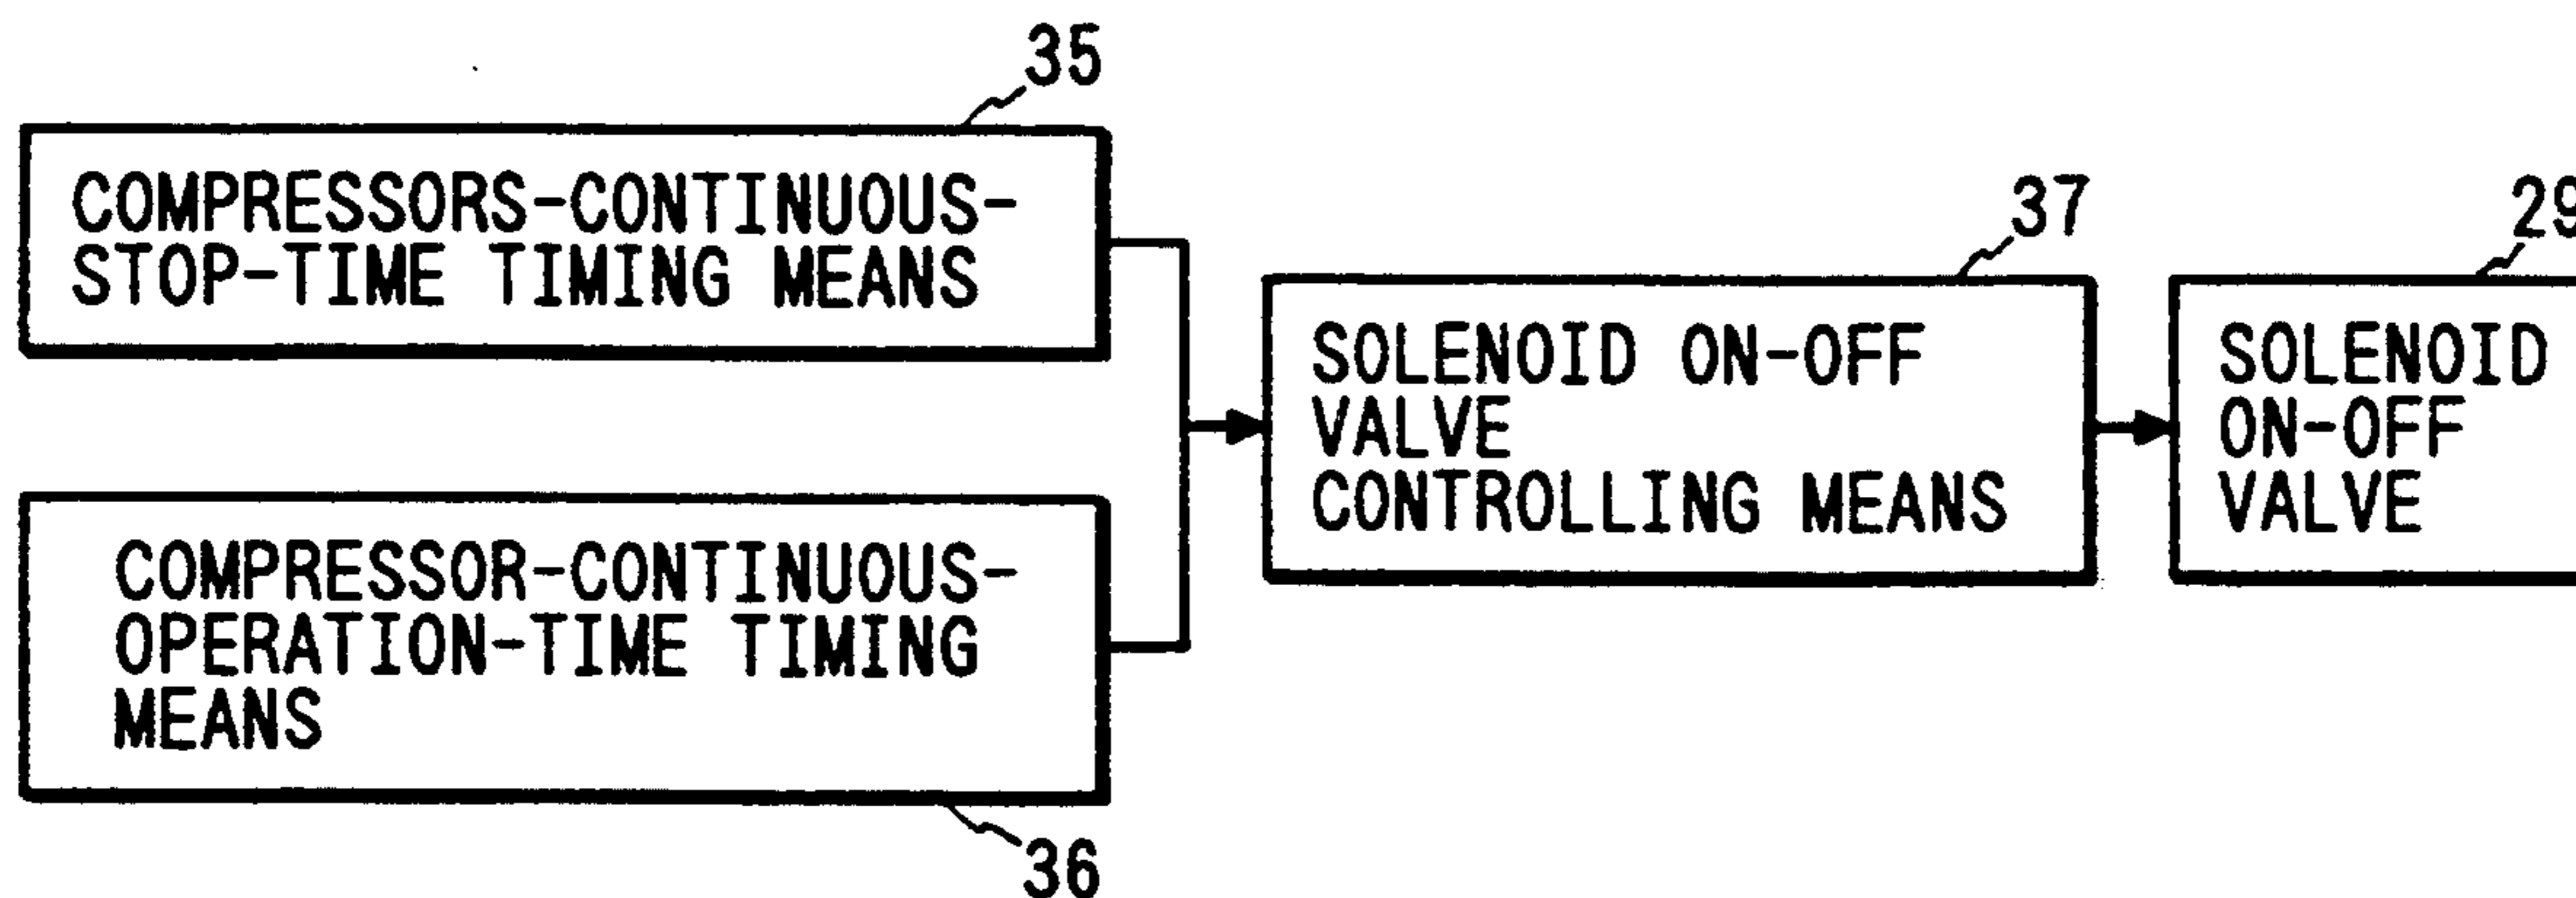 35
COMPRESSORS-CONTINUOUS-
STOP-TIME TIMING MEANS
COMPRESSOR-CONTINUOUS-
OPERATION-TIME TIMING
MEANS
36
37
SOLENOID ON-OFF
VALVE
CONTROLLING MEANS
29
SOLENOID
ON-OFF
VALVE